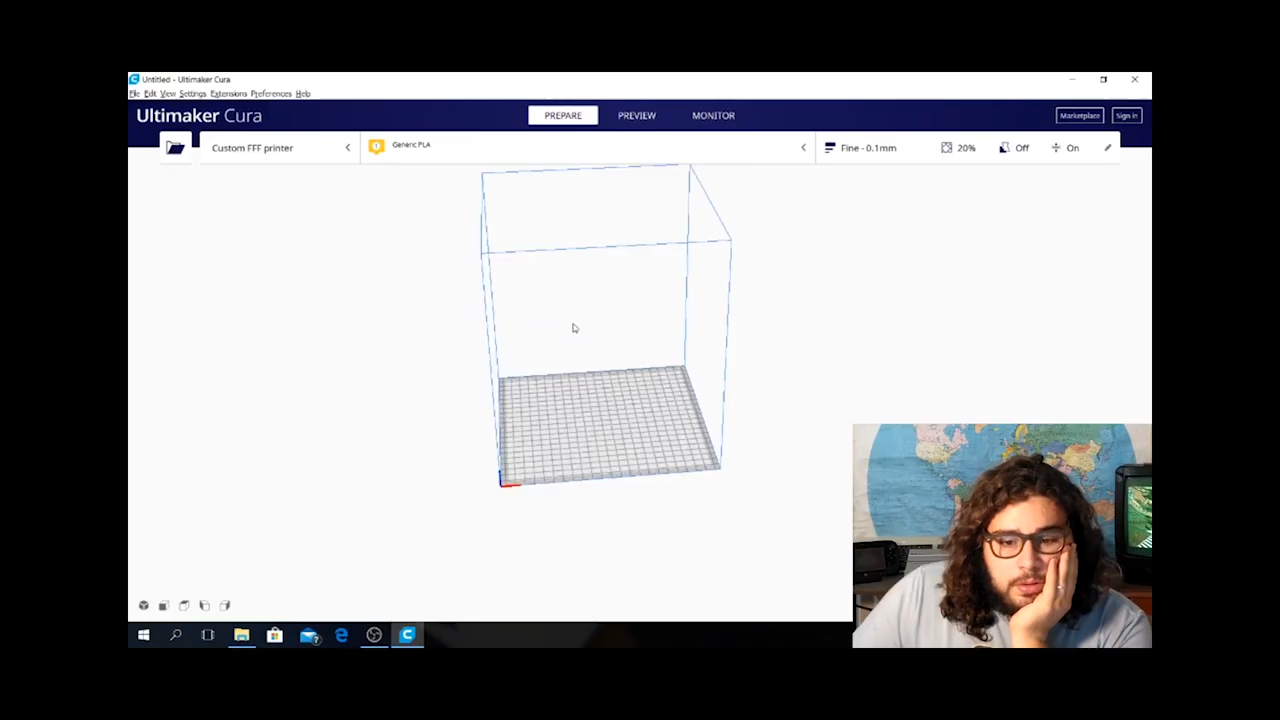 Untitled - Ultimaker Cura
File Edit View Settings Extensions Preferences Help
Ultimaker Cura
PREPARE
PREVIEW
MONITOR
Marketplace
Sign in
Custom FFF printer
Generic PLA
Fine - 0.1mm
20%
Off
On